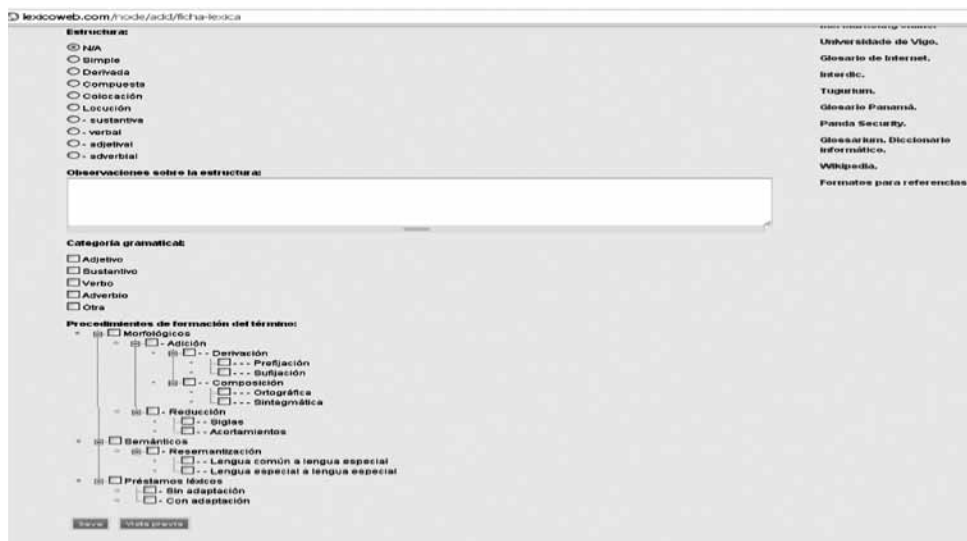 lexicoweb.com/node/add/ficha-lexica
Estructura:
N/A
Simple
Derivada
Compuesta
Colocación
Locución
- sustantiva
- verbal
- adjetival
- adverbial
Observaciones sobre la estructura:
Categoría gramatical:
Adjetivo
Sustantivo
Verbo
Adverbio
Otra
Procedimientos de formación del término:
Morfológicos
- Adición
- - Derivación
- - - Prefijación
- - - Sufijación
- - Composición
- - - Ortográfica
- - - Sintagmática
- Reducción
- - Siglas
- - Acortamientos
Semánticos
- Resemantización
- - Lengua común a lengua especial
- - Lengua especial a lengua especial
Préstamos léxicos
- Sin adaptación
- Con adaptación
Save
Vista previa
Universidade de Vigo.
Glosario de Internet.
Interdic.
Tugurium.
Glosario Panamá.
Panda Security.
Glossarium. Diccionario
informático.
Wikipedia.
Formatos para referencias